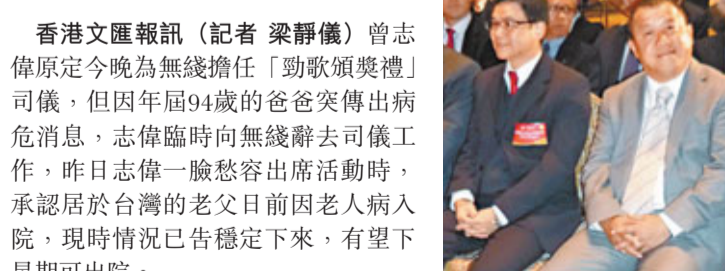 香港文匯報訊（記者 梁靜儀）曾志
偉原定今晚為無綫擔任「勁歌頒獎禮」
司儀，但因年屆94歲的爸爸突傳出病
危消息，志偉臨時向無綫辭去司儀工
作，昨日志偉一臉愁容出席活動時，
承認居於台灣的老父日前因老人病入
院，現時情況已告穩定下來，有望下
星期可出院。